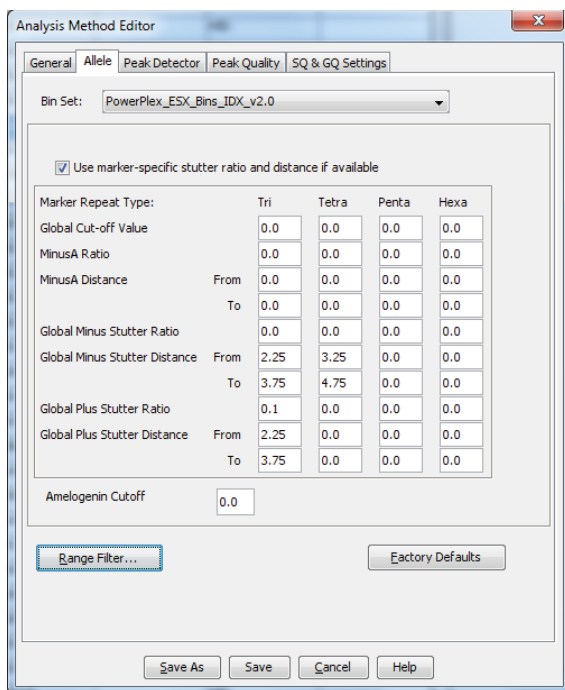 Analysis Method Editor
General Allele Peak Detector Peak Quality SQ & GQ Settings
Bin Set: PowerPlex_ESX_Bins_IDX_v2.0
Use marker-specific stutter ratio and distance if available
Marker Repeat Type: Tri Tetra Penta Hexa
Global Cut-off Value 0.0 0.0 0.0 0.0
MinusA Ratio 0.0 0.0 0.0 0.0
MinusA Distance From 0.0 0.0 0.0 0.0
To 0.0 0.0 0.0 0.0
Global Minus Stutter Ratio 0.0 0.0 0.0 0.0
Global Minus Stutter Distance From 2.25 3.25 0.0 0.0
To 3.75 4.75 0.0 0.0
Global Plus Stutter Ratio 0.1 0.0 0.0 0.0
Global Plus Stutter Distance From 2.25 0.0 0.0 0.0
To 3.75 0.0 0.0 0.0
Amelogenin Cutoff 0.0
Range Filter... Factory Defaults
Save As Save Cancel Help